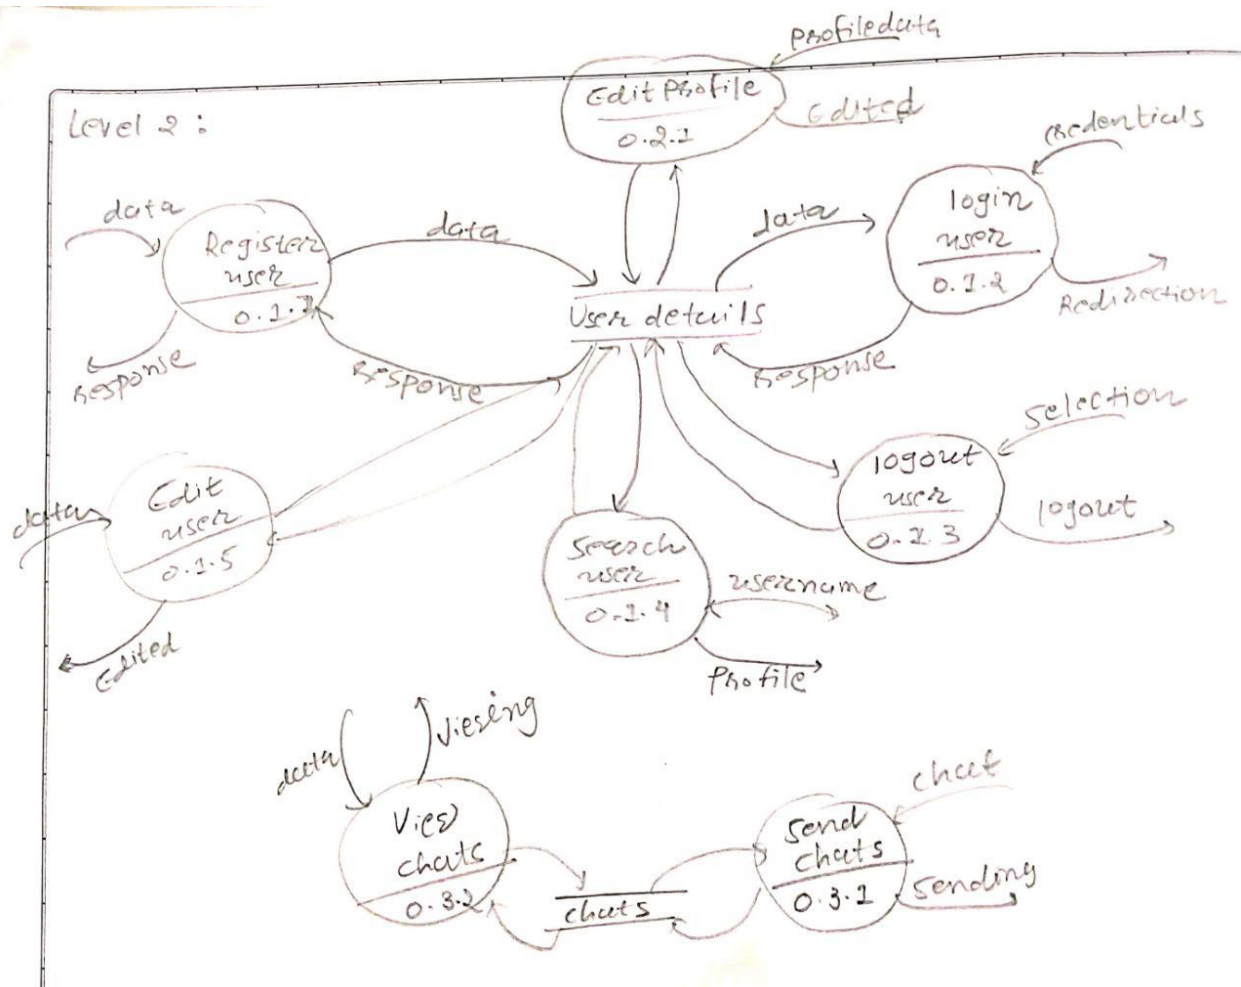 Profiledata
Edit Profile
0.2.1
Edited
Level 2 :
credentials
data
Register
user
0.1.1
data
data
login
user
0.1.2
Redirection
User details
response
Response
Response
Selection
logout
user
0.1.3
logout
data
Edit
user
0.1.5
Edited
Search
user
0.1.4
username
Profile
data
View
chats
0.3.2
chats
Send
chats
0.3.1
chat
Sending